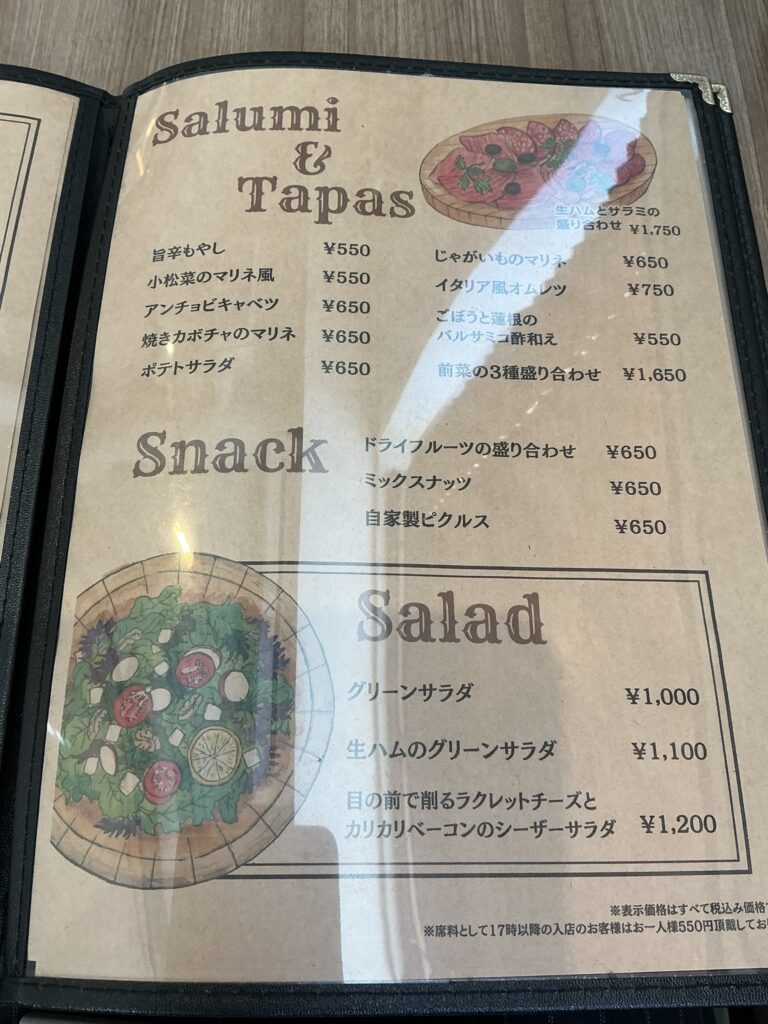 Salumi
&
Tapas
生ハムとサラミの
盛り合わせ ¥1,750
旨辛もやし ¥550
小松菜のマリネ風 ¥550
アンチョビキャベツ ¥650
焼きカボチャのマリネ ¥650
ポテトサラダ ¥650
じゃがいものマリネ ¥650
イタリア風オムレツ ¥750
ごぼうと蓮根の
バルサミコ酢和え ¥550
前菜の3種盛り合わせ ¥1,650
Snack
ドライフルーツの盛り合わせ ¥650
ミックスナッツ ¥650
自家製ピクルス ¥650
Salad
グリーンサラダ ¥1,000
生ハムのグリーンサラダ ¥1,100
目の前で削るラクレットチーズと
カリカリベーコンのシーザーサラダ ¥1,200
※表示価格はすべて税込み価格
※席料として17時以降の入店のお客様はお一人様550円頂戴してお